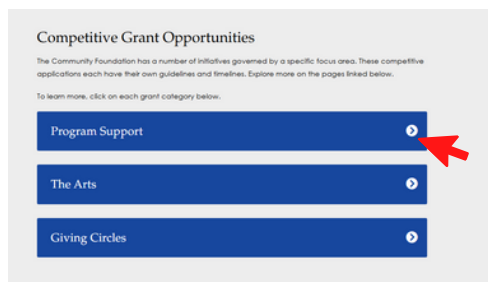 Competitive Grant Opportunities
The Community Foundation has a number of initiatives governed by a specific focus area. These competitive
applications each have their own guidelines and timelines. Explore more on the pages linked below.
To learn more, click on each grant category below.
Program Support
The Arts
Giving Circles